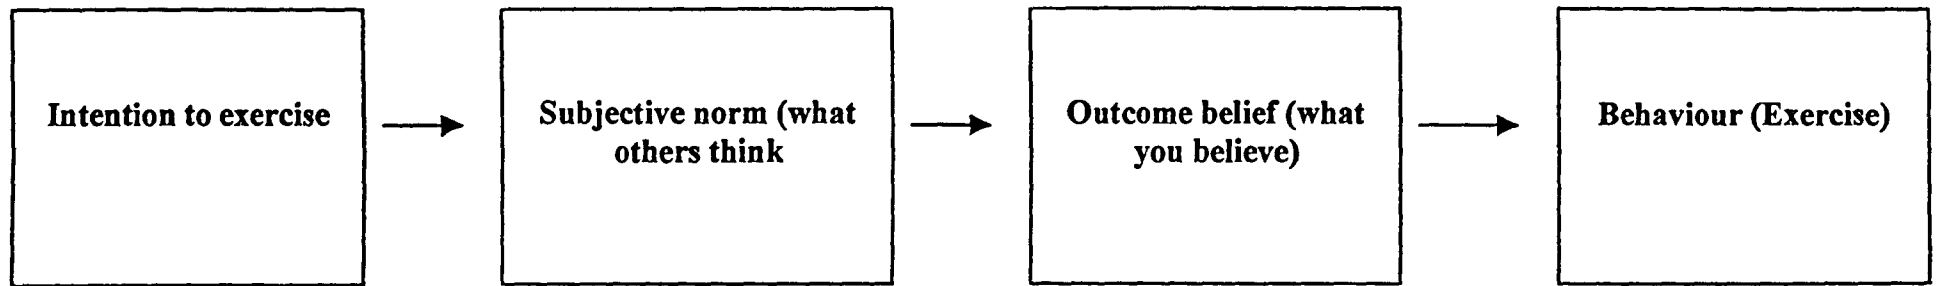 Intention to exercise
Subjective norm (what
others think
Outcome belief (what
you believe)
Behaviour (Exercise)